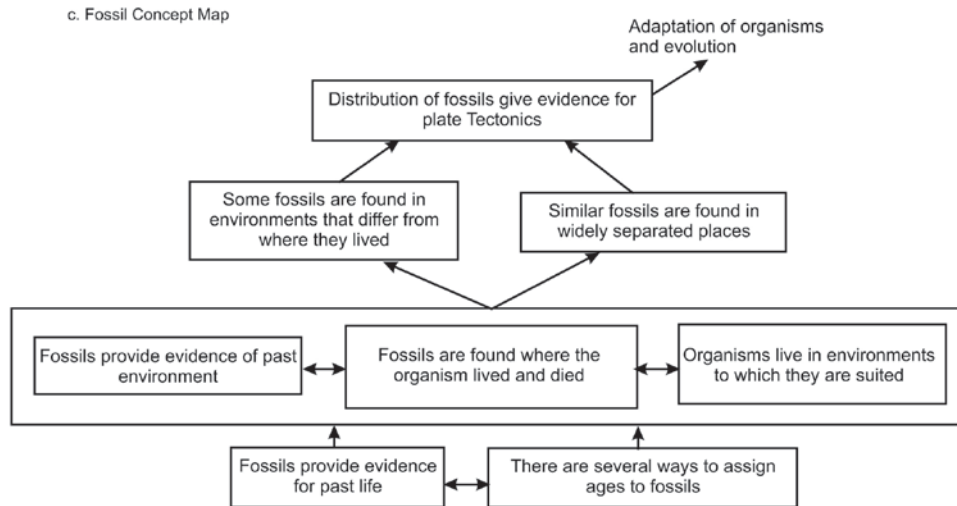 c. Fossil Concept Map
Adaptation of organisms
and evolution
Distribution of fossils give evidence for
plate Tectonics
Some fossils are found in
environments that differ from
where they lived
Similar fossils are found in
widely separated places
Fossils provide evidence of past
environment
Fossils are found where the
organism lived and died
Organisms live in environments
to which they are suited
Fossils provide evidence
for past life
There are several ways to assign
ages to fossils